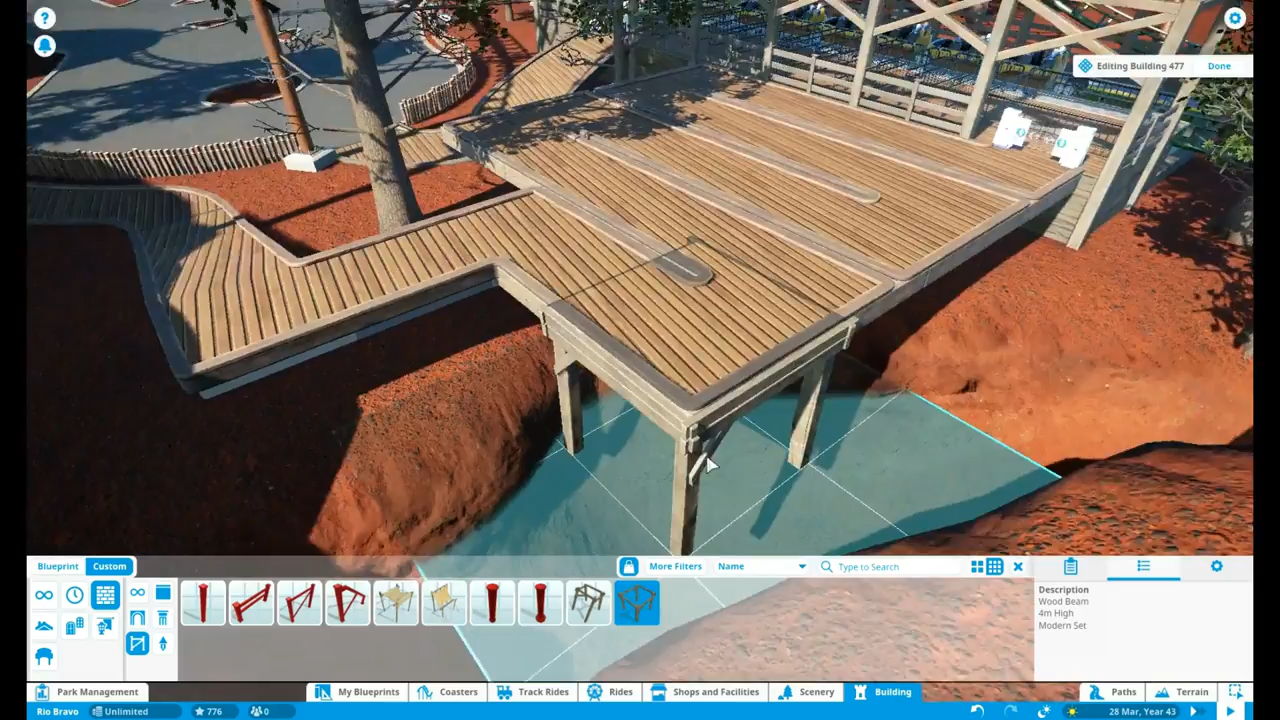 ?
Editing Building 477 Done
Blueprint Custom More Filters Name Type to Search
Description
Wood Beam
4m High
Modern Set
Park Management My Blueprints Coasters Track Rides Rides Shops and Facilities Scenery Building Paths Terrain
Rio Bravo Unlimited 776 0 28 Mar, Year 43